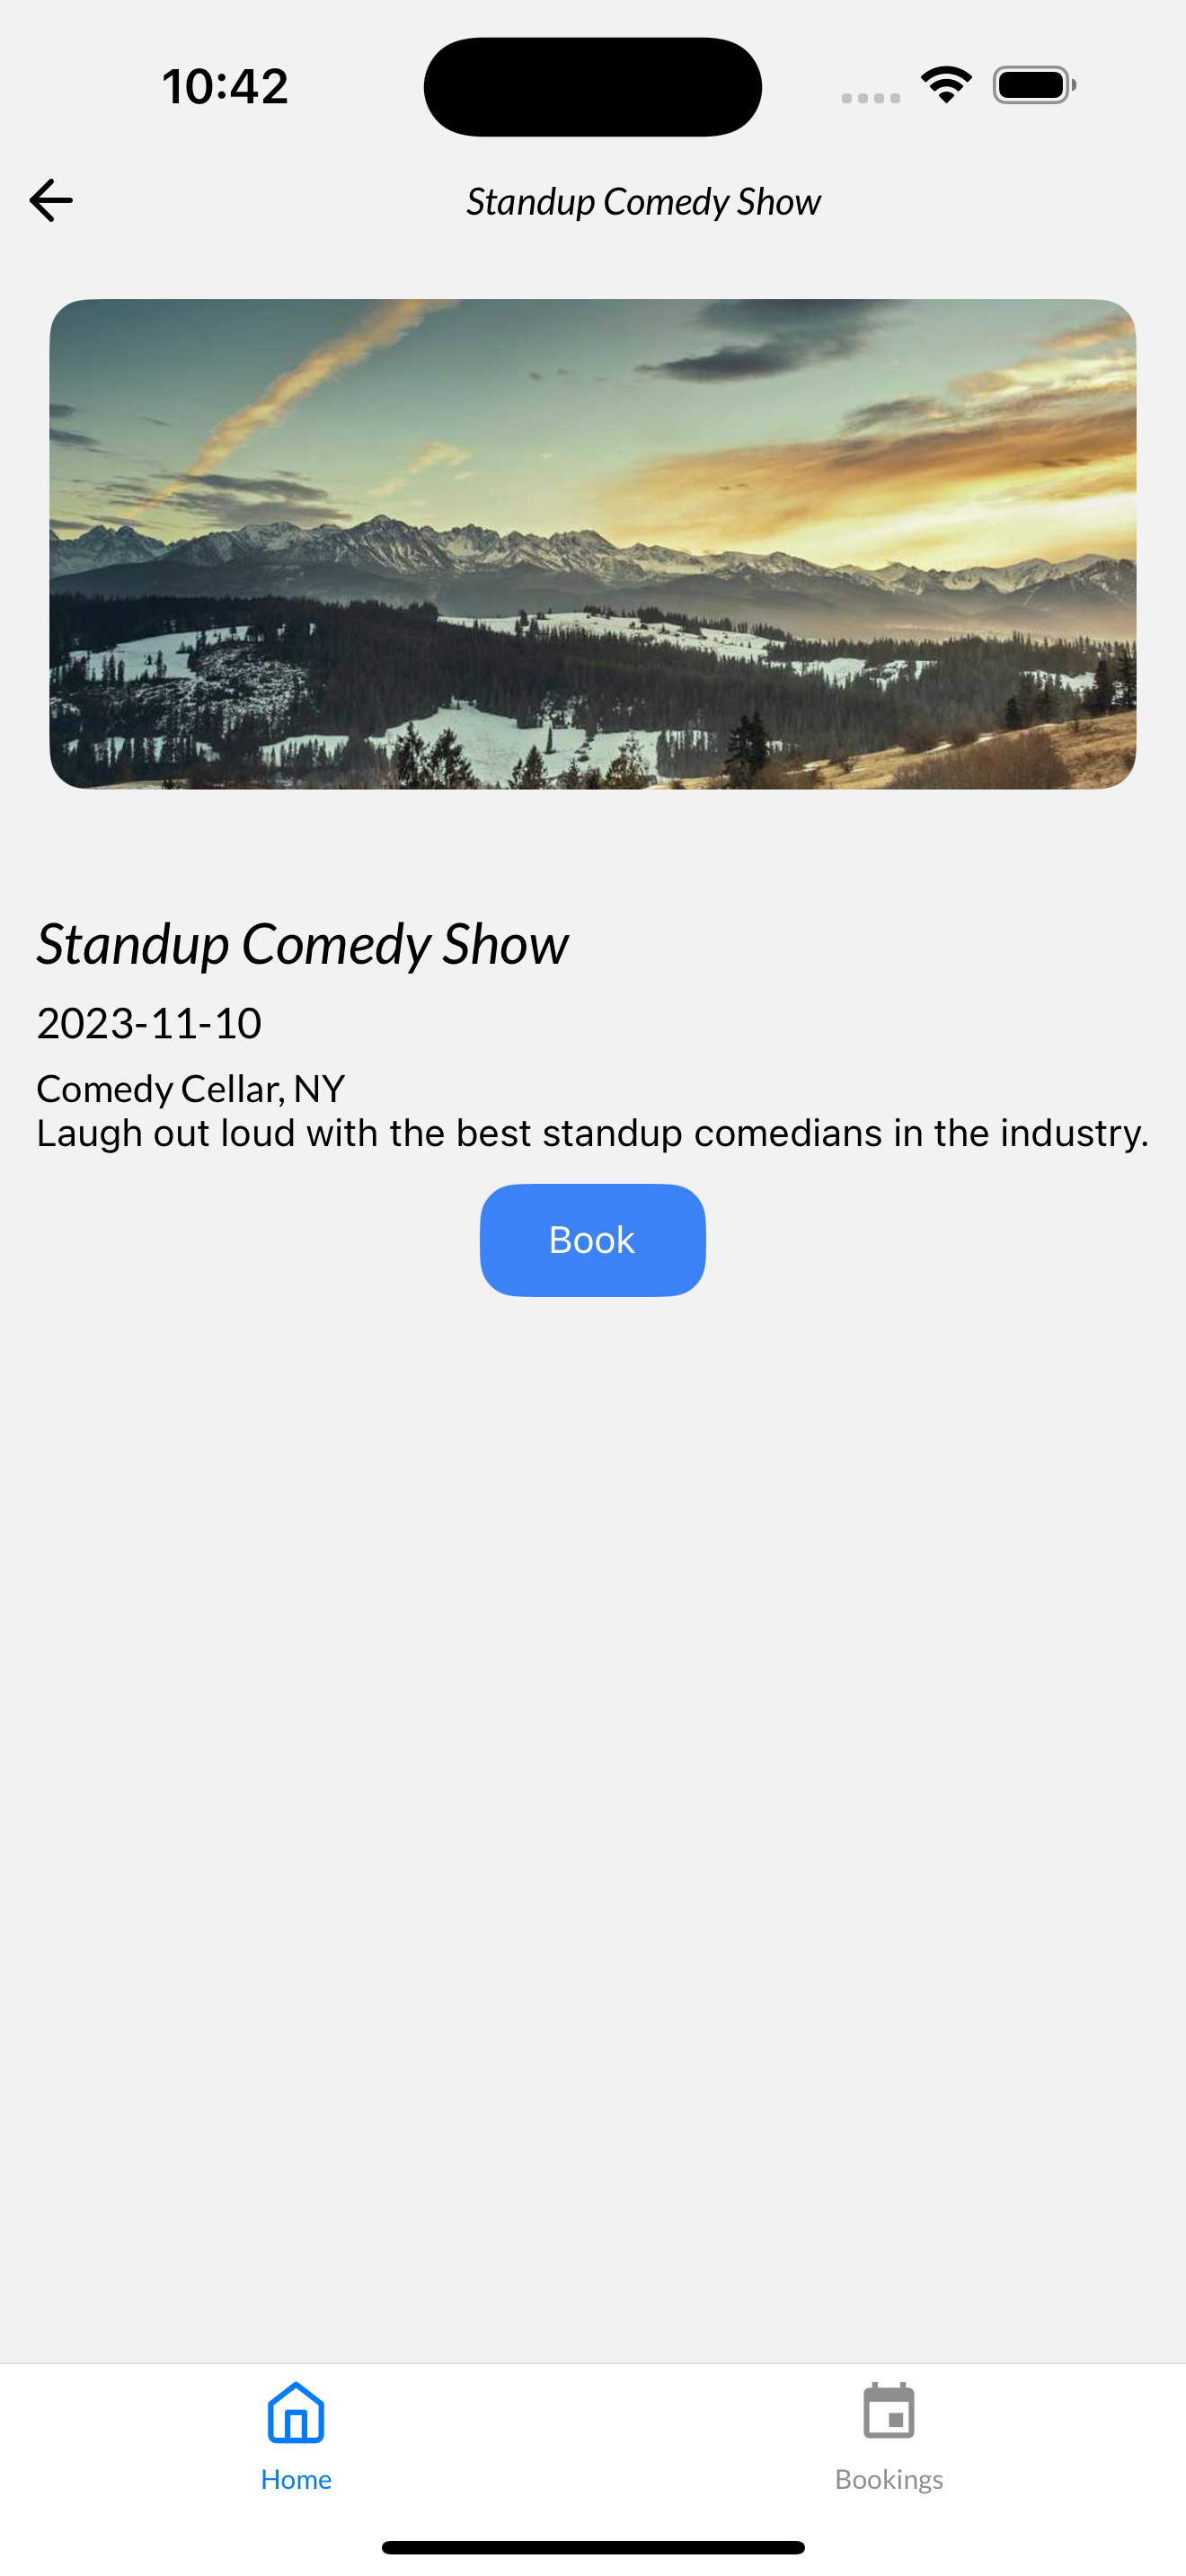 10:42
Standup Comedy Show
Standup Comedy Show
2023-11-10
Comedy Cellar, NY
Laugh out loud with the best standup comedians in the industry.
Book
Home
Bookings